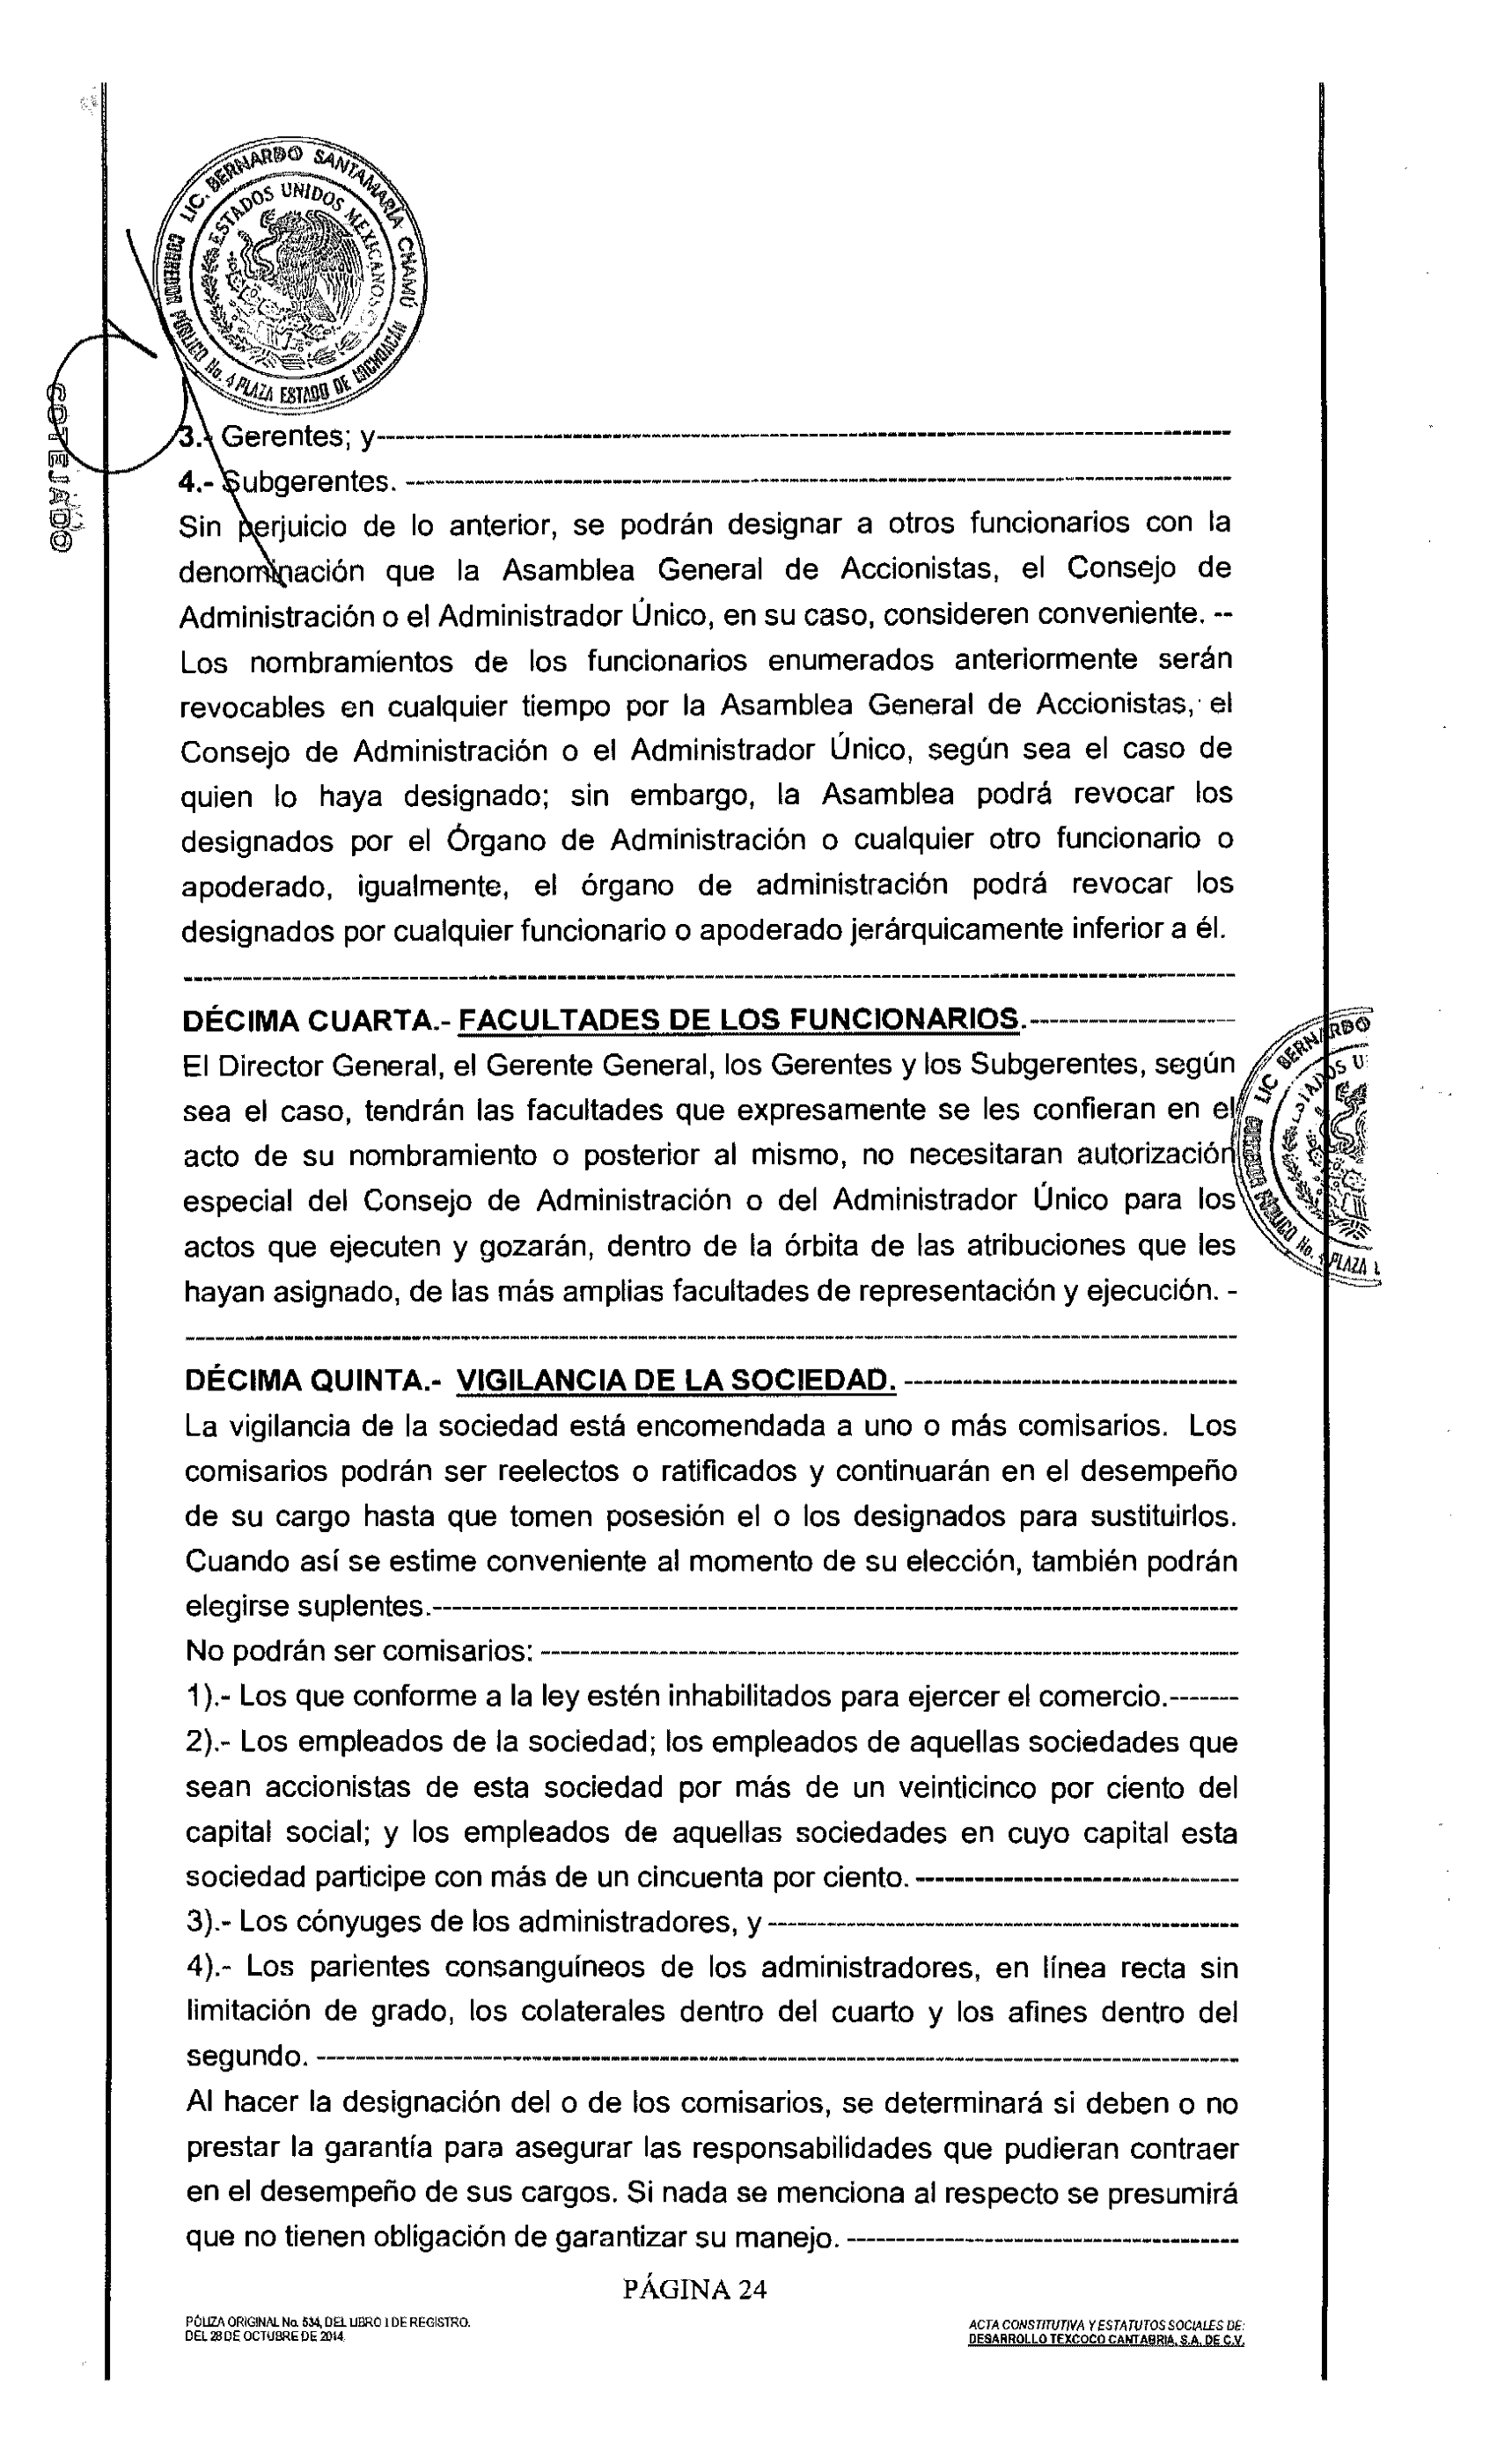 LIC. BERNARDO SANTAMARÍA CHAMÚ
ESTADOS UNIDOS MEXICANOS
CORREDOR PÚBLICO No. 4 PLAZA ESTADO DE MICHOACÁN
COTEJADO
3.- Gerentes; y--------------------
4.- Subgerentes. --------------------
Sin perjuicio de lo anterior, se podrán designar a otros funcionarios con la
denominación que la Asamblea General de Accionistas, el Consejo de
Administración o el Administrador Único, en su caso, consideren conveniente. --
Los nombramientos de los funcionarios enumerados anteriormente serán
revocables en cualquier tiempo por la Asamblea General de Accionistas, el
Consejo de Administración o el Administrador Único, según sea el caso de
quien lo haya designado; sin embargo, la Asamblea podrá revocar los
designados por el Órgano de Administración o cualquier otro funcionario o
apoderado, igualmente, el órgano de administración podrá revocar los
designados por cualquier funcionario o apoderado jerárquicamente inferior a él.
--------------------
DÉCIMA CUARTA.- FACULTADES DE LOS FUNCIONARIOS.--------------------
El Director General, el Gerente General, los Gerentes y los Subgerentes, según
sea el caso, tendrán las facultades que expresamente se les confieran en el
acto de su nombramiento o posterior al mismo, no necesitaran autorización
especial del Consejo de Administración o del Administrador Único para los
actos que ejecuten y gozarán, dentro de la órbita de las atribuciones que les
hayan asignado, de las más amplias facultades de representación y ejecución. -
--------------------
LIC BERNARDO
CORREDOR PÚBLICO No. 4 PLAZA
DÉCIMA QUINTA.- VIGILANCIA DE LA SOCIEDAD. --------------------
La vigilancia de la sociedad está encomendada a uno o más comisarios. Los
comisarios podrán ser reelectos o ratificados y continuarán en el desempeño
de su cargo hasta que tomen posesión el o los designados para sustituirlos.
Cuando así se estime conveniente al momento de su elección, también podrán
elegirse suplentes.--------------------
No podrán ser comisarios: --------------------
1).- Los que conforme a la ley estén inhabilitados para ejercer el comercio.-------
2).- Los empleados de la sociedad; los empleados de aquellas sociedades que
sean accionistas de esta sociedad por más de un veinticinco por ciento del
capital social; y los empleados de aquellas sociedades en cuyo capital esta
sociedad participe con más de un cincuenta por ciento. --------------------
3).- Los cónyuges de los administradores, y --------------------
4).- Los parientes consanguíneos de los administradores, en línea recta sin
limitación de grado, los colaterales dentro del cuarto y los afines dentro del
segundo. --------------------
Al hacer la designación del o de los comisarios, se determinará si deben o no
prestar la garantía para asegurar las responsabilidades que pudieran contraer
en el desempeño de sus cargos. Si nada se menciona al respecto se presumirá
que no tienen obligación de garantizar su manejo. --------------------
PÁGINA 24
PÓLIZA ORIGINAL No. 534, DEL LIBRO I DE REGISTRO.
DEL 28 DE OCTUBRE DE 2014.
ACTA CONSTITUTIVA Y ESTATUTOS SOCIALES DE:
DESARROLLO TEXCOCO CANTABRIA, S.A. DE C.V.